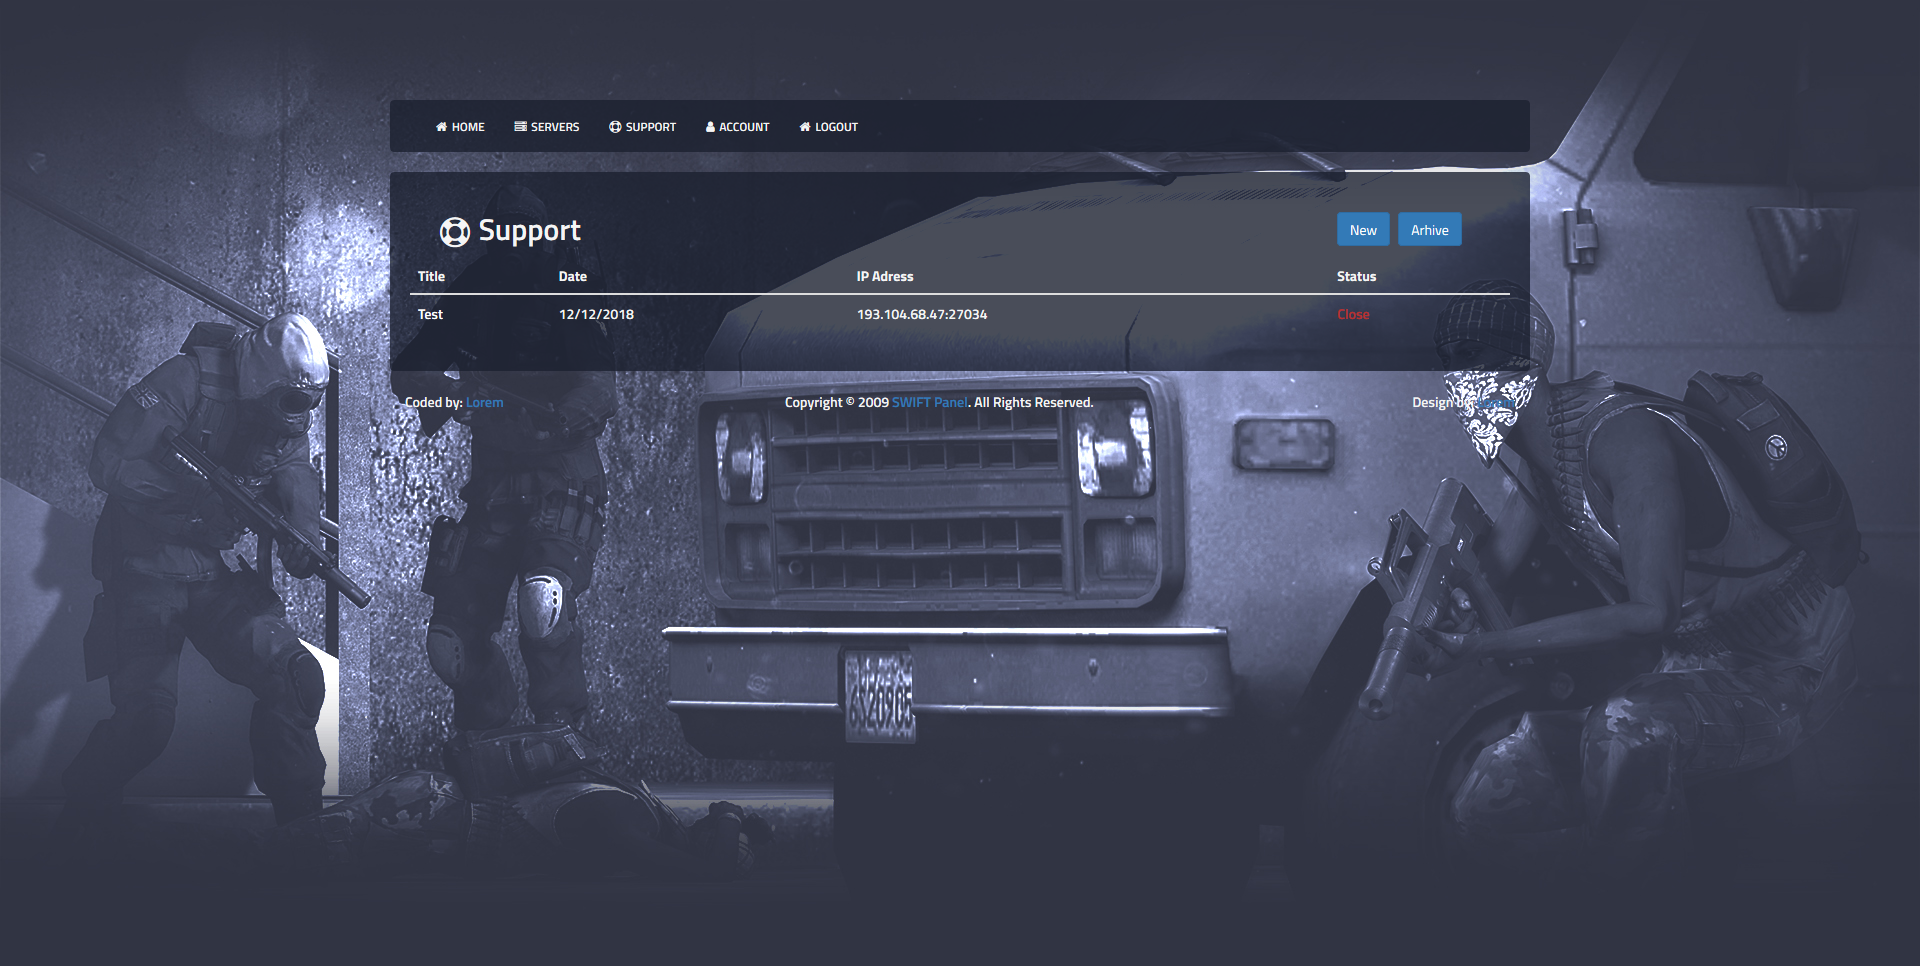 HOME SERVERS SUPPORT ACCOUNT LOGOUT
Support
New Arhive
Title Date IP Adress Status
Test 12/12/2018 193.104.68.47:27034 Close
Coded by: Lorem Copyright © 2009 SWIFT Panel. All Rights Reserved. Design by